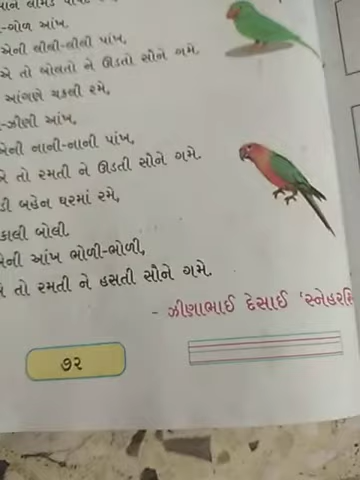 -ગોળ આંખ,
એની લીલી-લીલી પાંખ,
એ તો બોલતો ને ઊડતો સૌને ગમે.
આંગણે ચકલી રમે,
-ઝીણી આંખ,
એની નાની-નાની પાંખ,
એ તો રમતી ને ઊડતી સૌને ગમે.
બહેન ઘરમાં રમે,
કાલી બોલી,
એની આંખ ભોળી-ભોળી,
એ તો રમતી ને હસતી સૌને ગમે.
- ઝીણાભાઈ દેસાઈ ‘સ્નેહરશ્મિ
૭૨